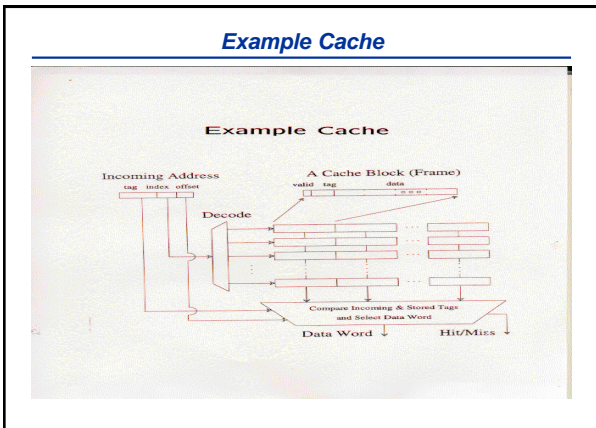 Example Cache
Example Cache
Incoming Address
tag index offset
A Cache Block (Frame)
valid tag data
Decode
Compare Incoming & Stored Tags
and Select Data Word
Data Word
Hit/Miss